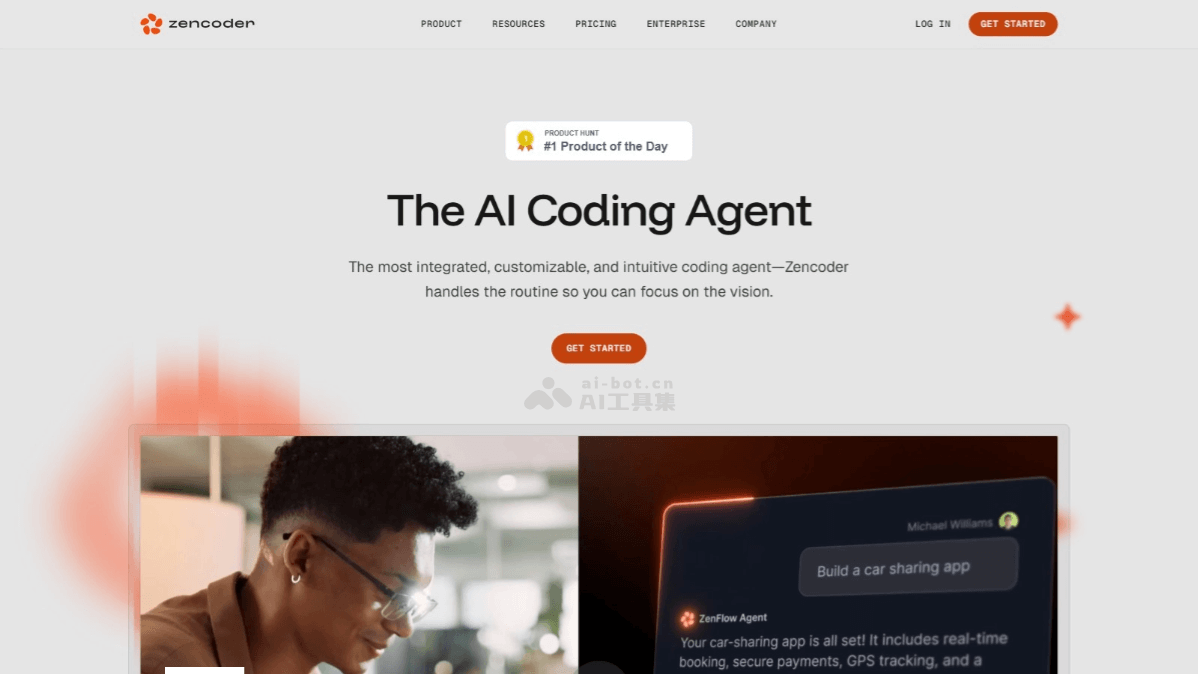 zencoder
PRODUCT
RESOURCES
PRICING
ENTERPRISE
COMPANY
LOG IN
GET STARTED
PRODUCT HUNT
1
#1 Product of the Day
The AI Coding Agent
The most integrated, customizable, and intuitive coding agent—Zencoder
handles the routine so you can focus on the vision.
GET STARTED
ai-bot.cn
AI工具集
Michael Williams
Build a car sharing app
ZenFlow Agent
Your car-sharing app is all set! It includes real-time
booking, secure payments, GPS tracking, and a